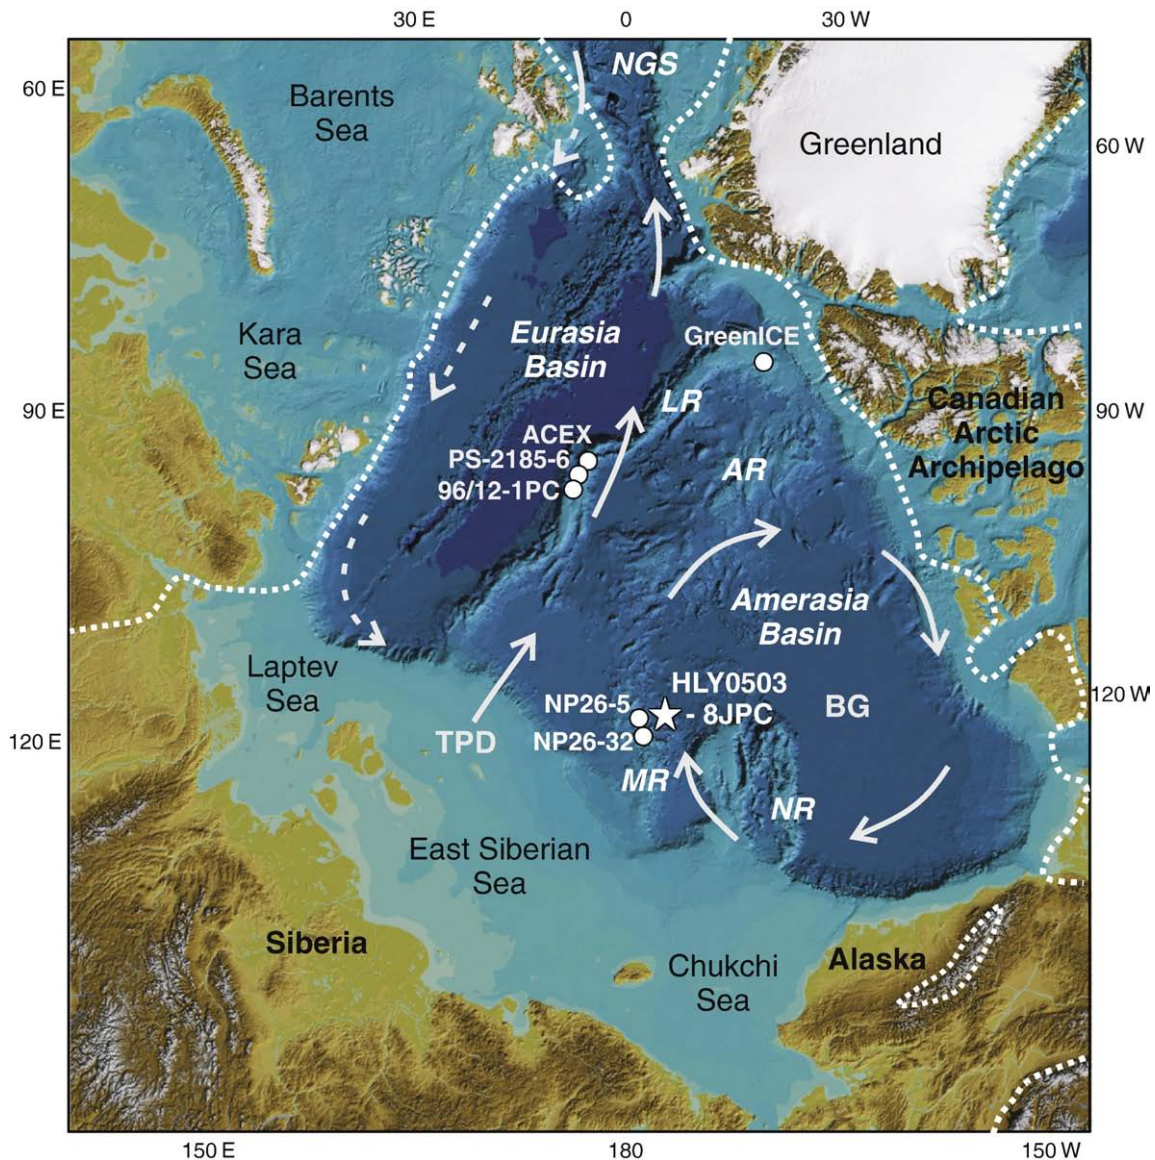 30 E
0
30 W
NGS
60 E
Barents
Sea
Greenland
60 W
Kara
Sea
Eurasia
Basin
GreenICE
90 E
LR
Canadian
Arctic
Archipelago
90 W
ACEX
PS-2185-6
96/12-1PC
AR
Amerasia
Basin
Laptev
Sea
HLY0503
- 8JPC
NP26-5
NP26-32
BG
120 W
120 E
TPD
MR
NR
East Siberian
Sea
Siberia
Chukchi
Sea
Alaska
150 E
180
150 W